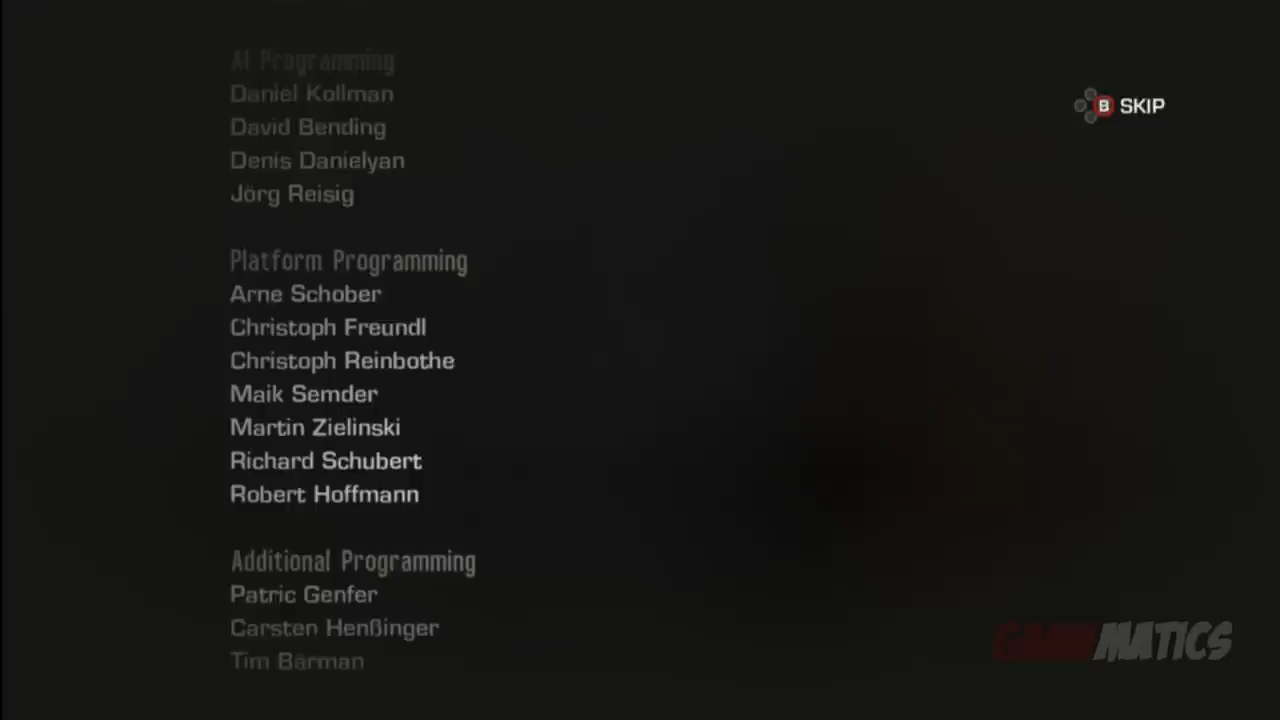 AI Programming
Daniel Kollman
David Bending
Denis Danielyan
Jörg Reisig
Platform Programming
Arne Schober
Christoph Freundl
Christoph Reinbothe
Maik Semder
Martin Zielinski
Richard Schubert
Robert Hoffmann
Additional Programming
Patric Genfer
Carsten Henßinger
Tim Bärman
B SKIP
GAMEMATICS